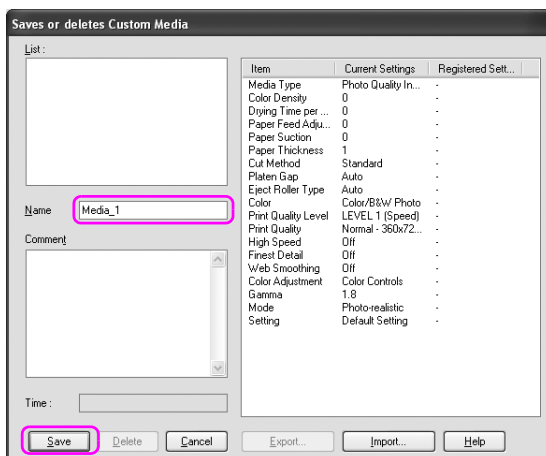 Saves or deletes Custom Media
List :
Name Media_1
Comment
Time :
Item Current Settings Registered Sett...
Media Type Photo Quality In... -
Color Density 0 -
Drying Time per ... 0 -
Paper Feed Adju... 0 -
Paper Suction 0 -
Paper Thickness 1 -
Cut Method Standard -
Platen Gap Auto -
Eject Roller Type Auto -
Color Color/B&W Photo -
Print Quality Level LEVEL 1 (Speed) -
Print Quality Normal - 360x72... -
High Speed Off -
Finest Detail Off -
Web Smoothing Off -
Color Adjustment Color Controls -
Gamma 1.8 -
Mode Photo-realistic -
Setting Default Setting -
Save Delete Cancel Export... Import... Help